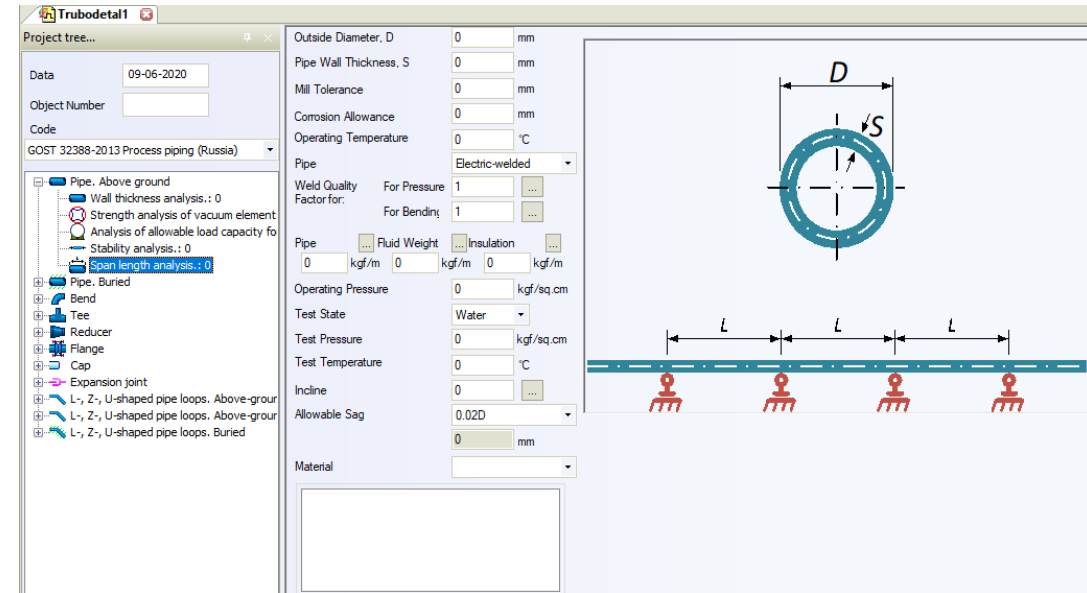 Trubodetal1
Project tree...
Data 09-06-2020
Object Number
Code
GOST 32388-2013 Process piping (Russia)
Pipe. Above ground
Wall thickness analysis.: 0
Strength analysis of vacuum element
Analysis of allowable load capacity fo
Stability analysis.: 0
Span length analysis.: 0
Pipe. Buried
Bend
Tee
Reducer
Flange
Cap
Expansion joint
L-, Z-, U-shaped pipe loops. Above-grour
L-, Z-, U-shaped pipe loops. Above-grour
L-, Z-, U-shaped pipe loops. Buried
Outside Diameter, D 0 mm
Pipe Wall Thickness, S 0 mm
Mill Tolerance 0 mm
Corrosion Allowance 0 mm
Operating Temperature 0 °C
Pipe Electric-welded
Weld Quality For Pressure 1 ...
Factor for:
For Bending 1 ...
Pipe ... Fluid Weight ... Insulation ...
0 kgf/m 0 kgf/m 0 kgf/m
Operating Pressure 0 kgf/sq.cm
Test State Water
Test Pressure 0 kgf/sq.cm
Test Temperature 0 °C
Incline 0 ...
Allowable Sag 0.02D
0 mm
Material
D
S
L L L